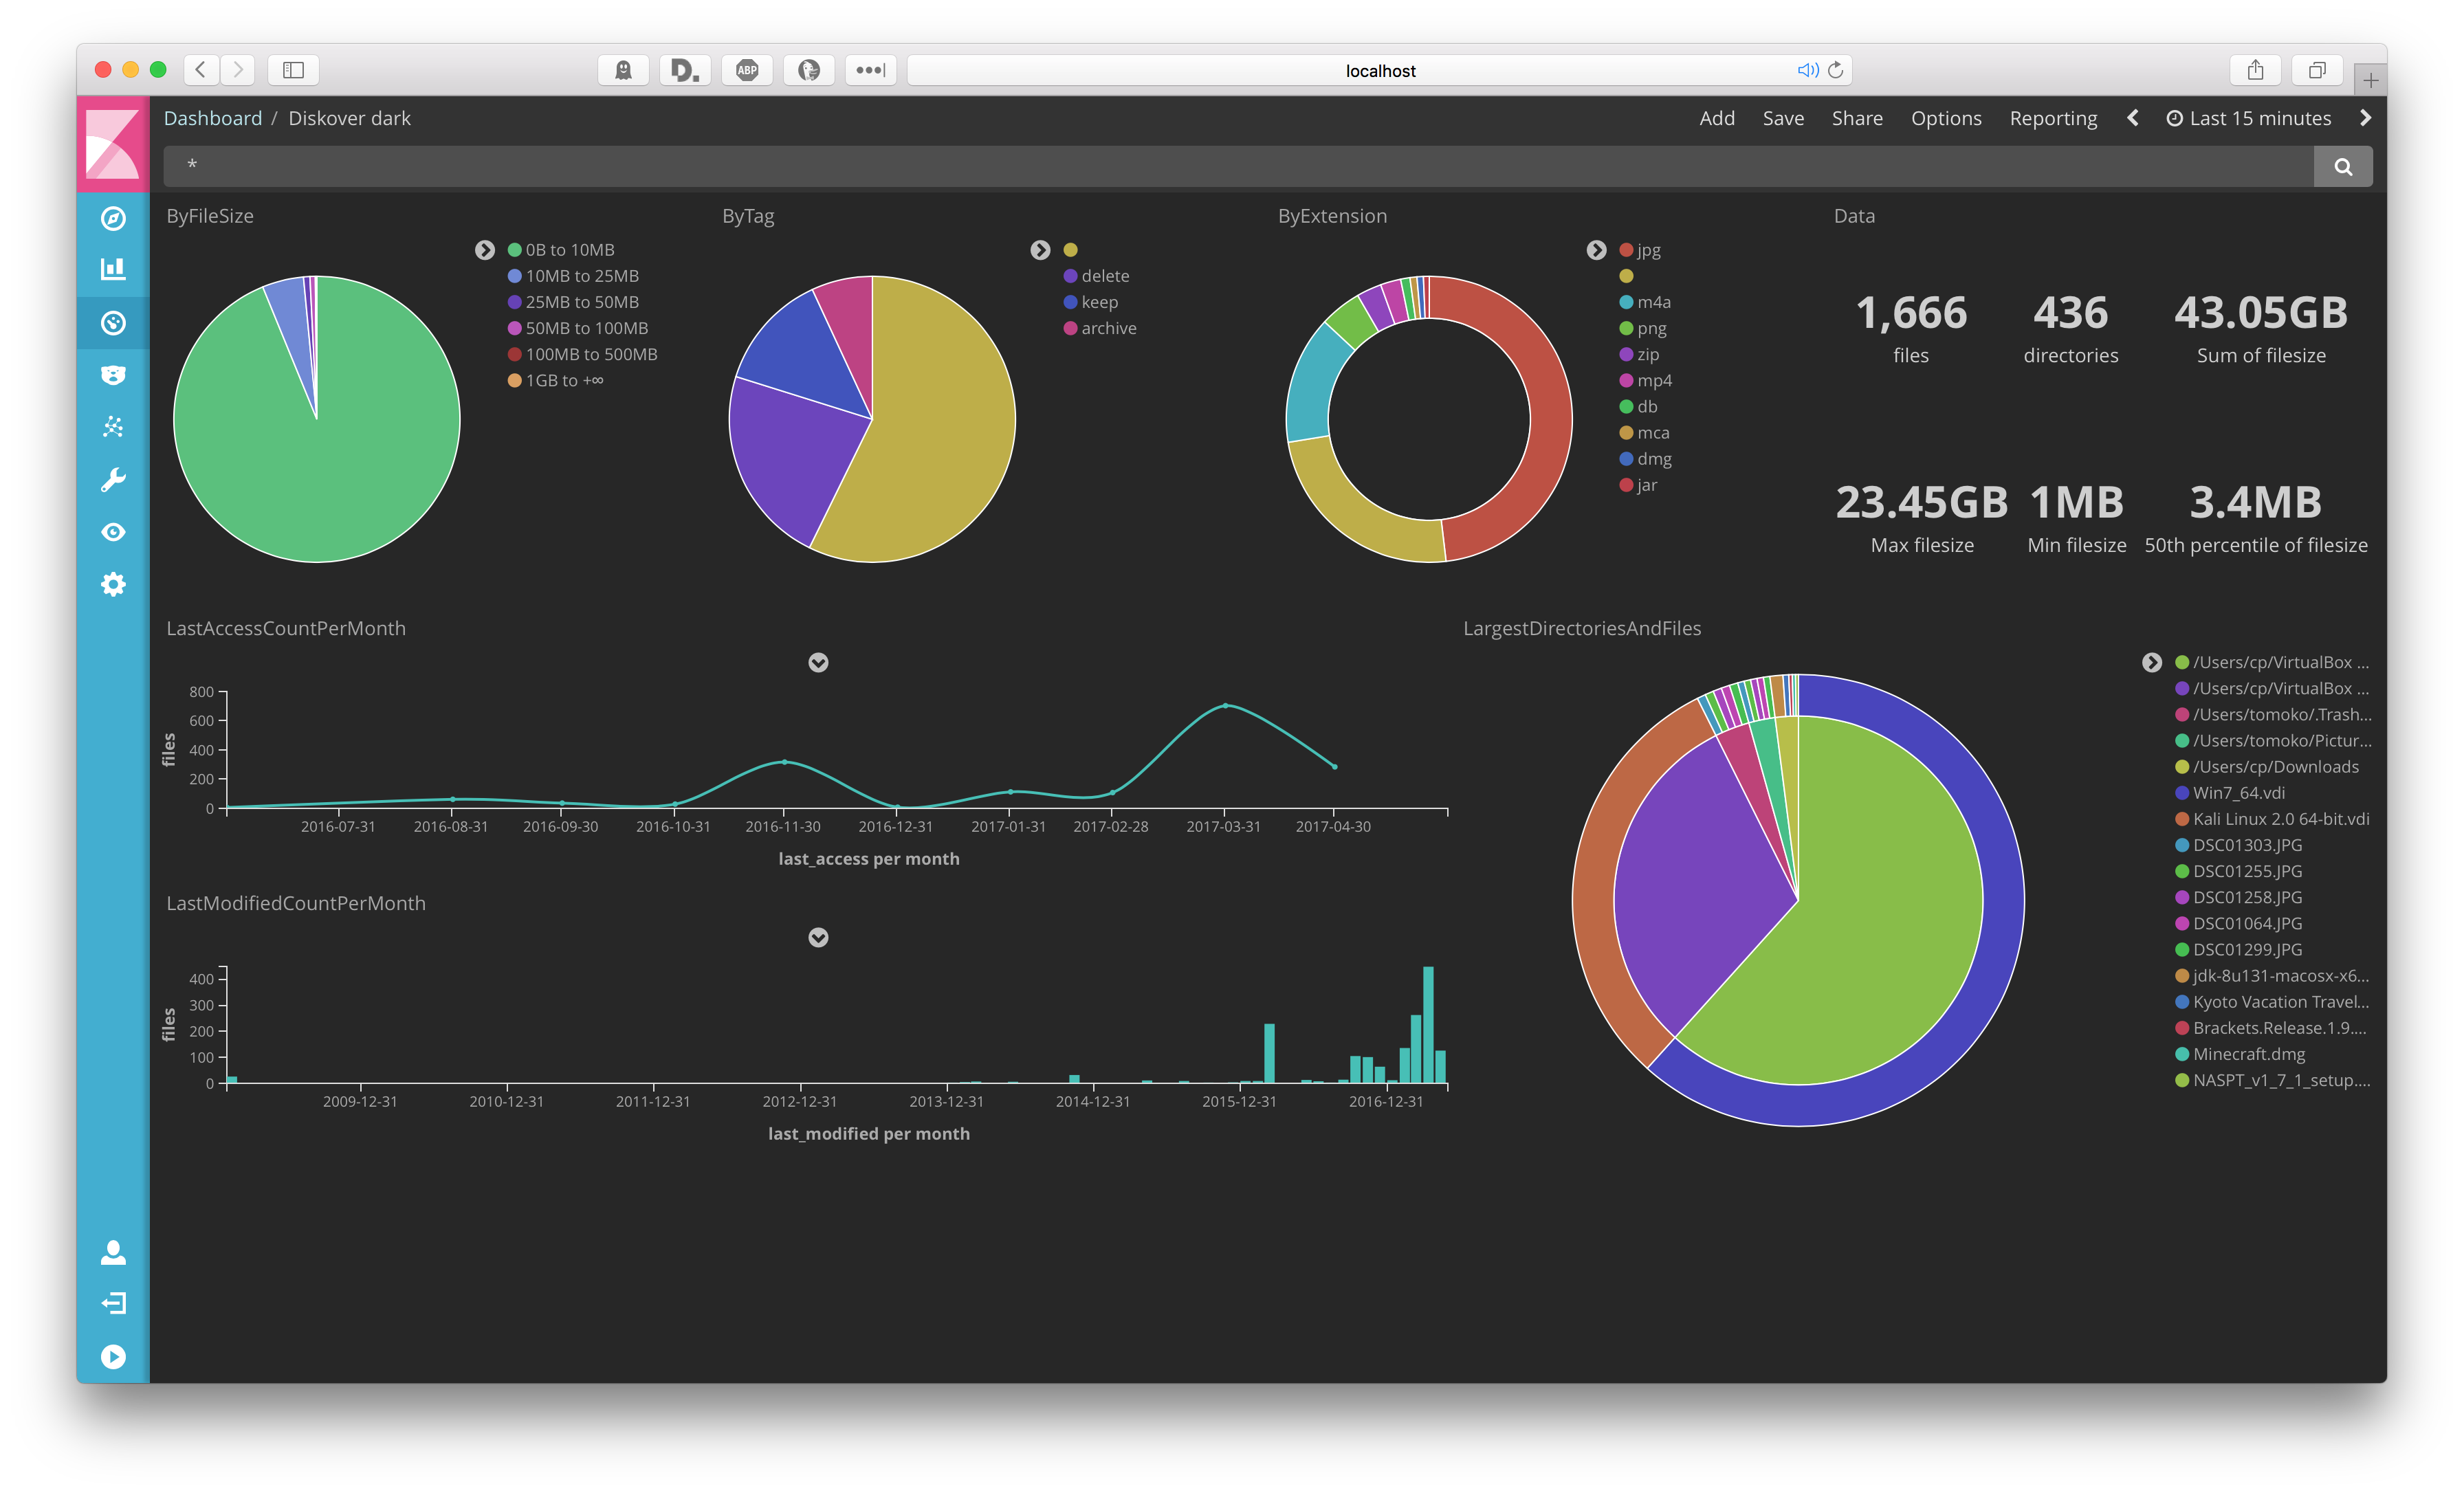 localhost
Dashboard / Diskover dark
Add Save Share Options Reporting Last 15 minutes
*
ByFileSize
0B to 10MB
10MB to 25MB
25MB to 50MB
50MB to 100MB
100MB to 500MB
1GB to +∞
ByTag
delete
keep
archive
ByExtension
jpg
m4a
png
zip
mp4
db
mca
dmg
jar
Data
1,666 436 43.05GB
files directories Sum of filesize
23.45GB 1MB 3.4MB
Max filesize Min filesize 50th percentile of filesize
LastAccessCountPerMonth
800
600
400
200
0
files
2016-07-31 2016-08-31 2016-09-30 2016-10-31 2016-11-30 2016-12-31 2017-01-31 2017-02-28 2017-03-31 2017-04-30
last_access per month
LastModifiedCountPerMonth
400
300
200
100
0
files
2009-12-31 2010-12-31 2011-12-31 2012-12-31 2013-12-31 2014-12-31 2015-12-31 2016-12-31
last_modified per month
LargestDirectoriesAndFiles
/Users/cp/VirtualBox ...
/Users/cp/VirtualBox ...
/Users/tomoko/.Trash...
/Users/tomoko/Pictur...
/Users/cp/Downloads
Win7_64.vdi
Kali Linux 2.0 64-bit.vdi
DSC01303.JPG
DSC01255.JPG
DSC01258.JPG
DSC01064.JPG
DSC01299.JPG
jdk-8u131-macosx-x6...
Kyoto Vacation Travel...
Brackets.Release.1.9....
Minecraft.dmg
NASPT_v1_7_1_setup....
D.
ABP